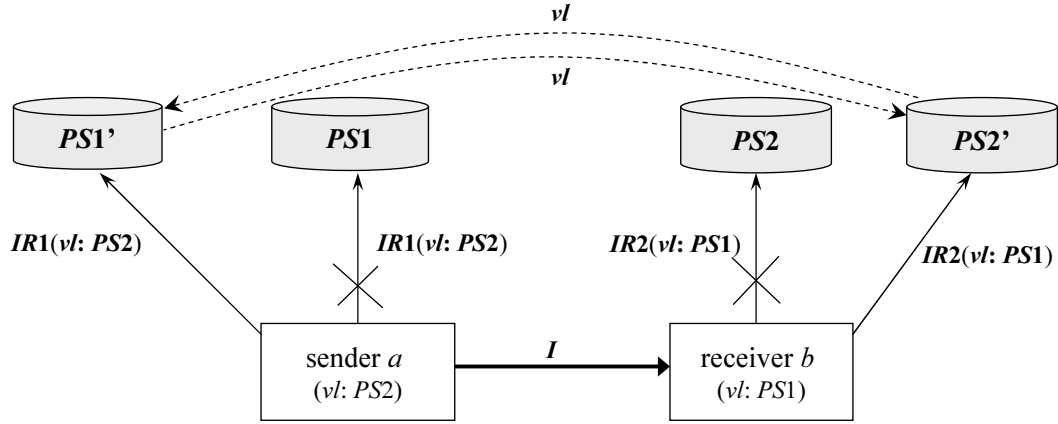 vl
vl
PS1’
PS1
PS2
PS2’
IR1(vl: PS2)
IR1(vl: PS2)
IR2(vl: PS1)
IR2(vl: PS1)
sender a
(vl: PS2)
I
receiver b
(vl: PS1)